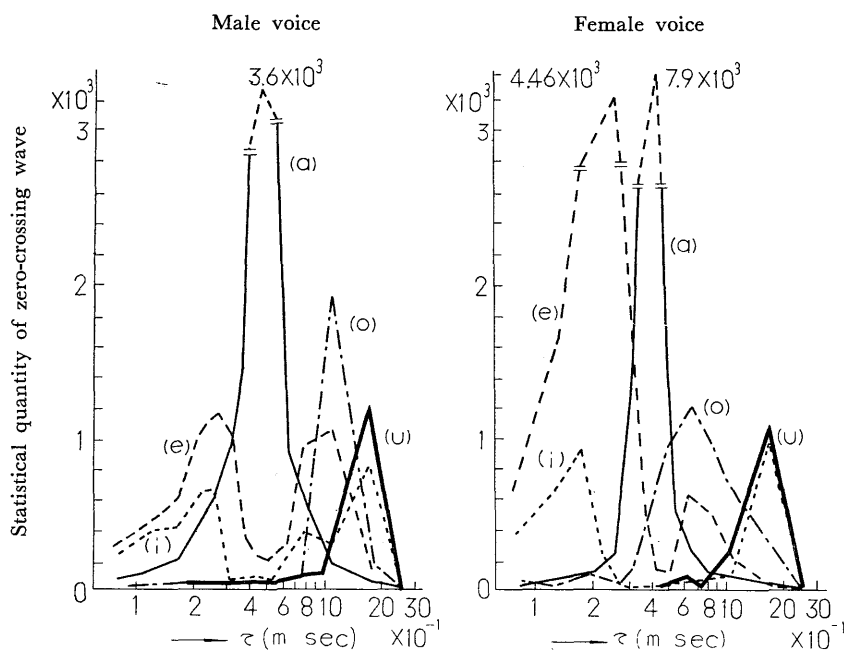 Male voice
Female voice
Statistical quantity of zero-crossing wave
×10³
3.6×10³
3
(a)
2
(o)
(e)
(u)
1
(i)
0
1 2 4 6 8 10 20 30
τ (m sec) ×10⁻¹
×10³
4.46×10³ 7.9×10³
3
(a)
2
(e)
(o)
(u)
1
(i)
0
1 2 4 6 8 10 20 30
τ (m sec) ×10⁻¹